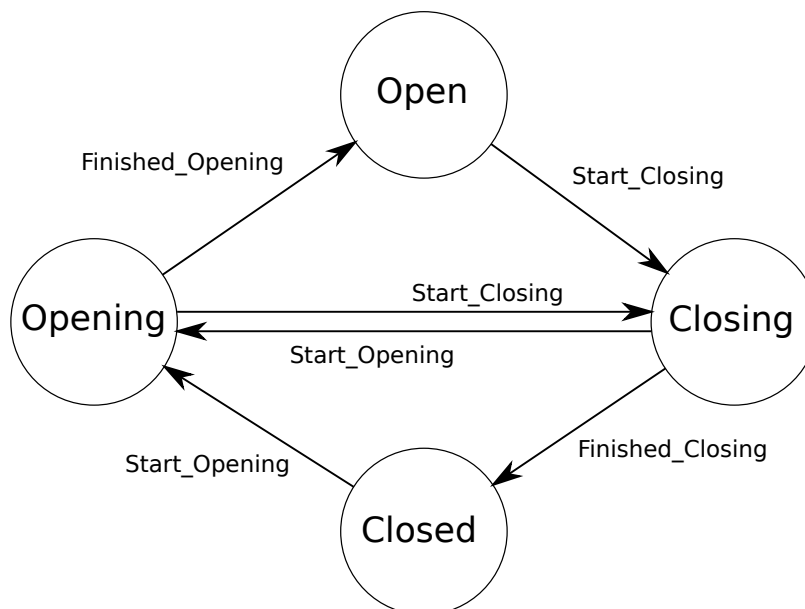 Open
Finished_Opening
Start_Closing
Opening
Start_Closing
Closing
Start_Opening
Start_Opening
Finished_Closing
Closed